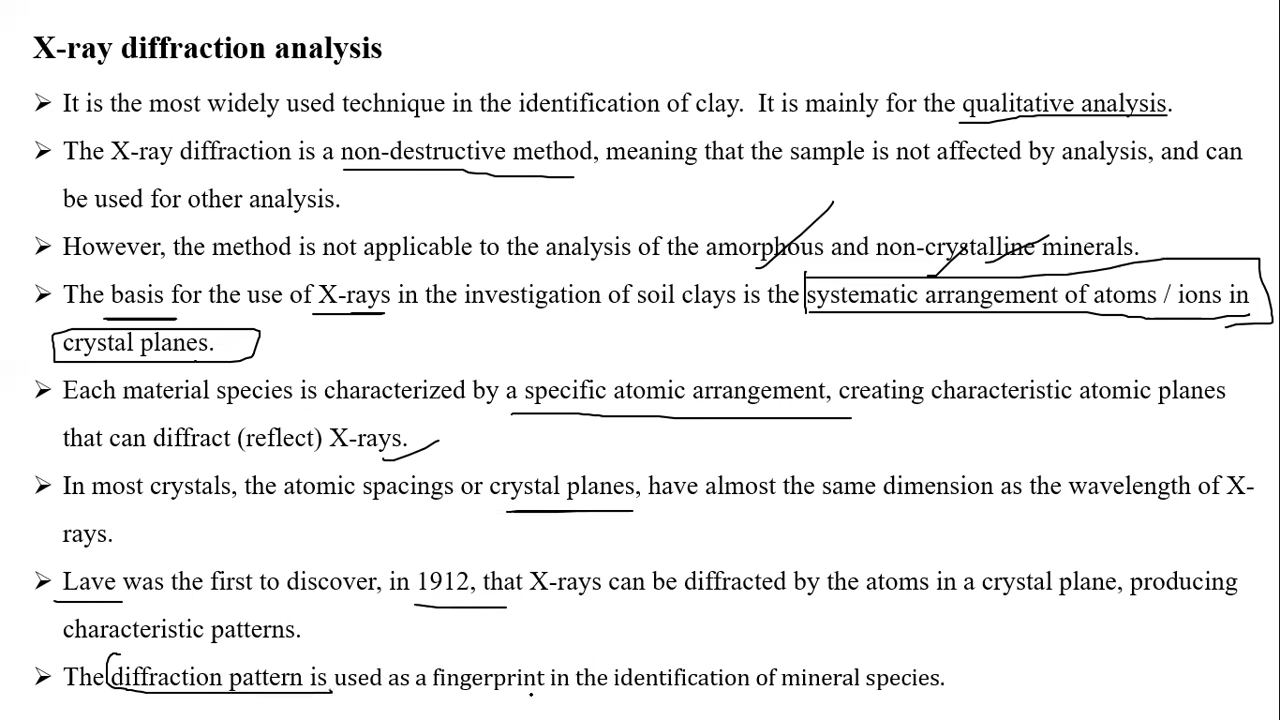 X-ray diffraction analysis
➢ It is the most widely used technique in the identification of clay.  It is mainly for the qualitative analysis.
➢ The X-ray diffraction is a non-destructive method, meaning that the sample is not affected by analysis, and can
be used for other analysis.
➢ However, the method is not applicable to the analysis of the amorphous and non-crystalline minerals.
➢ The basis for the use of X-rays in the investigation of soil clays is the systematic arrangement of atoms / ions in
crystal planes.
➢ Each material species is characterized by a specific atomic arrangement, creating characteristic atomic planes
that can diffract (reflect) X-rays.
➢ In most crystals, the atomic spacings or crystal planes, have almost the same dimension as the wavelength of X-
rays.
➢ Lave was the first to discover, in 1912, that X-rays can be diffracted by the atoms in a crystal plane, producing
characteristic patterns.
➢ The diffraction pattern is used as a fingerprint in the identification of mineral species.